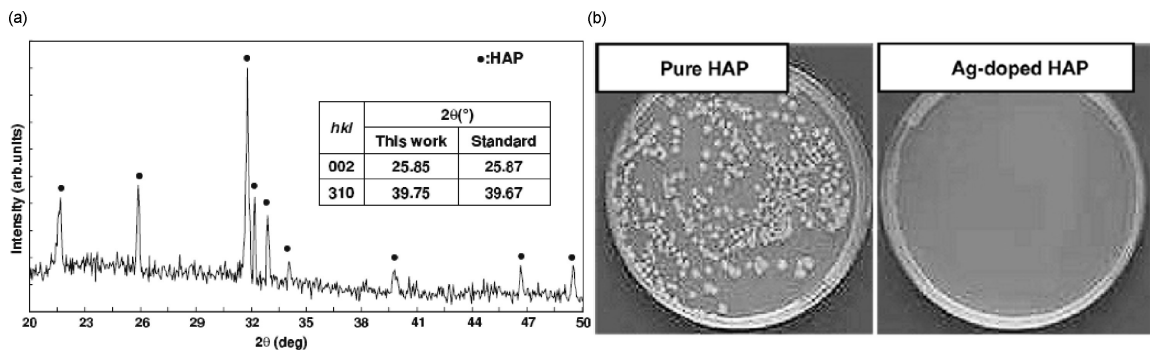 (a)
●:HAP
hkl 2θ(°)
This work Standard
002 25.85 25.87
310 39.75 39.67
Intensity (arb.units)
20 23 26 29 32 35 38 41 44 47 50
2θ (deg)
(b)
Pure HAP
Ag-doped HAP